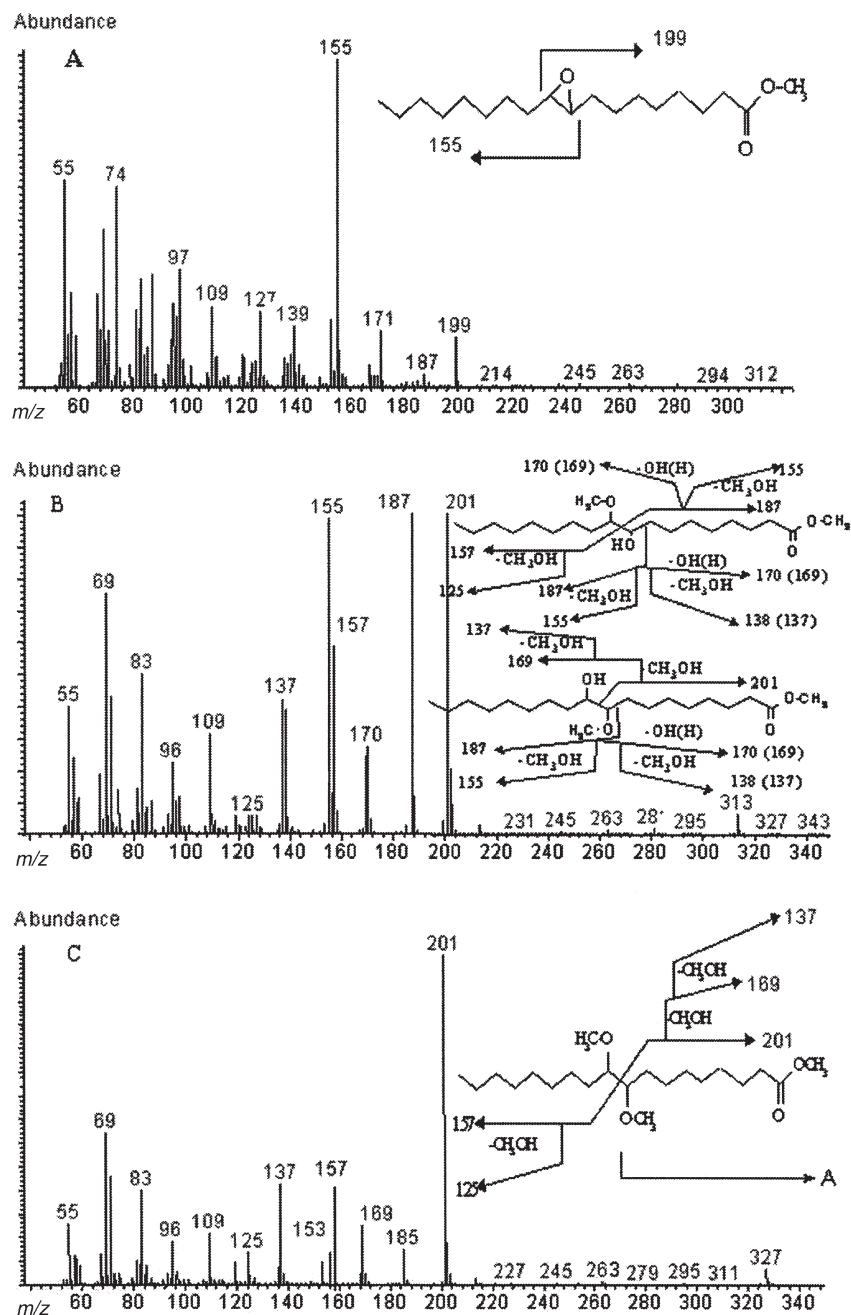 Abundance
A
155
199
O
O-CH3
O
155
55
74
97
109
127
139
171
187
199
214
245
263
294
312
m/z
60 80 100 120 140 160 180 200 220 240 260 280 300 320
Abundance
B
170 (169)
-OH(H)
155
-CH3OH
155
187
201
H3C-O
187
O-CH3
HO
O
157
-CH3OH
-OH(H)
170 (169)
125
187
-CH3OH
-CH3OH
155
138 (137)
69
157
137
-CH3OH
83
169
-CH3OH
OH
201
O-CH3
55
137
H3C-O
O
109
170
187
-OH(H)
170 (169)
96
-CH3OH
-CH3OH
155
138 (137)
125
231
245
263
281
295
313
327
343
m/z
60 80 100 120 140 160 180 200 220 240 260 280 300 320 340
Abundance
C
201
137
-CH3OH
169
-CH3OH
H3CO
201
OCH3
O
157
OCH3
-CH3OH
125
A
69
83
137
157
55
96
109
125
153
169
185
227
245
263
279
295
311
327
m/z
60 80 100 120 140 160 180 200 220 240 260 280 300 320 340